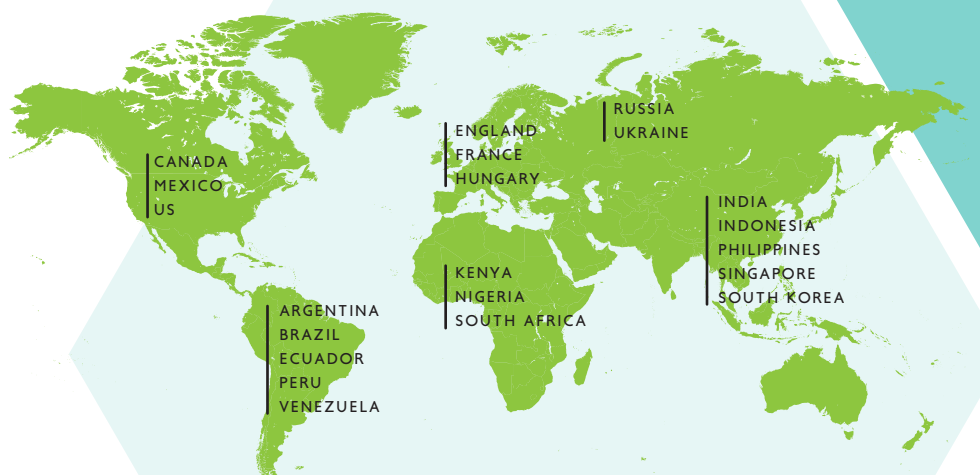 CANADA
MEXICO
US
ARGENTINA
BRAZIL
ECUADOR
PERU
VENEZUELA
ENGLAND
FRANCE
HUNGARY
KENYA
NIGERIA
SOUTH AFRICA
RUSSIA
UKRAINE
INDIA
INDONESIA
PHILIPPINES
SINGAPORE
SOUTH KOREA